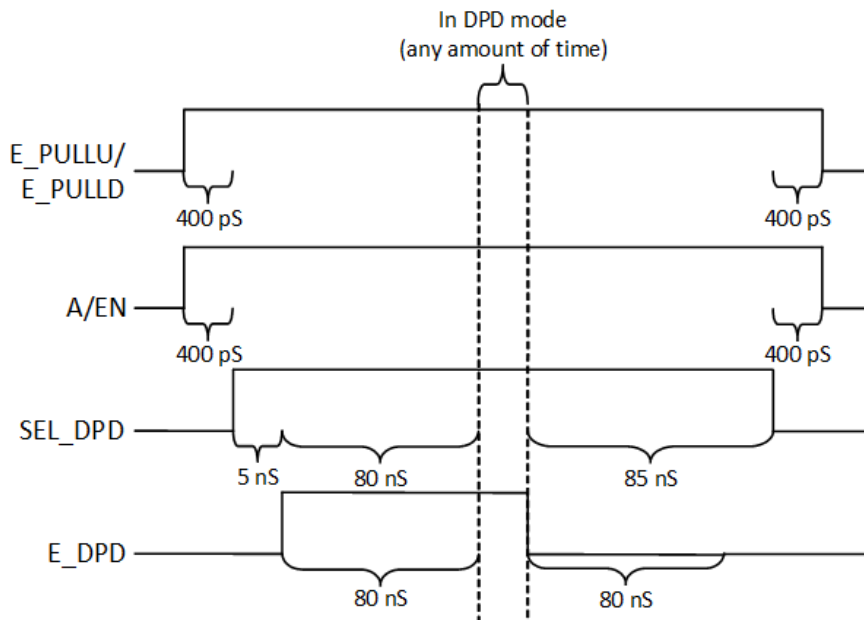 In DPD mode
(any amount of time)
E_PULLU/
E_PULLD
400 pS
400 pS
A/EN
400 pS
400 pS
SEL_DPD
5 nS
80 nS
85 nS
E_DPD
80 nS
80 nS